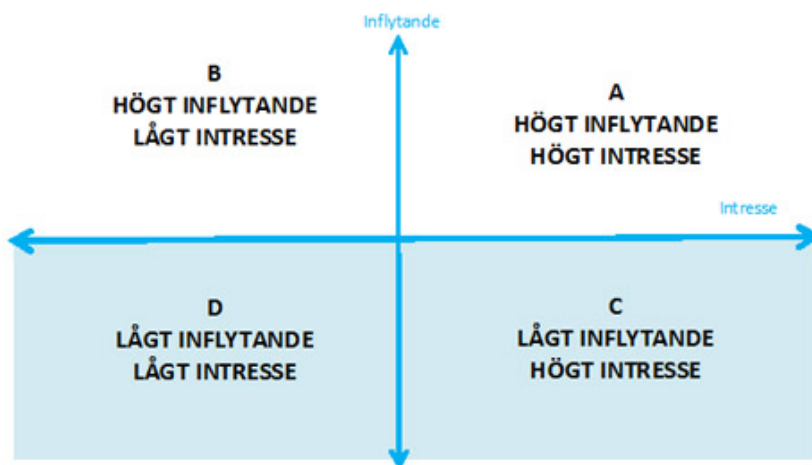 Inflytande
B
HÖGT INFLYTANDE
LÅGT INTRESSE
A
HÖGT INFLYTANDE
HÖGT INTRESSE
Intresse
D
LÅGT INFLYTANDE
LÅGT INTRESSE
C
LÅGT INFLYTANDE
HÖGT INTRESSE